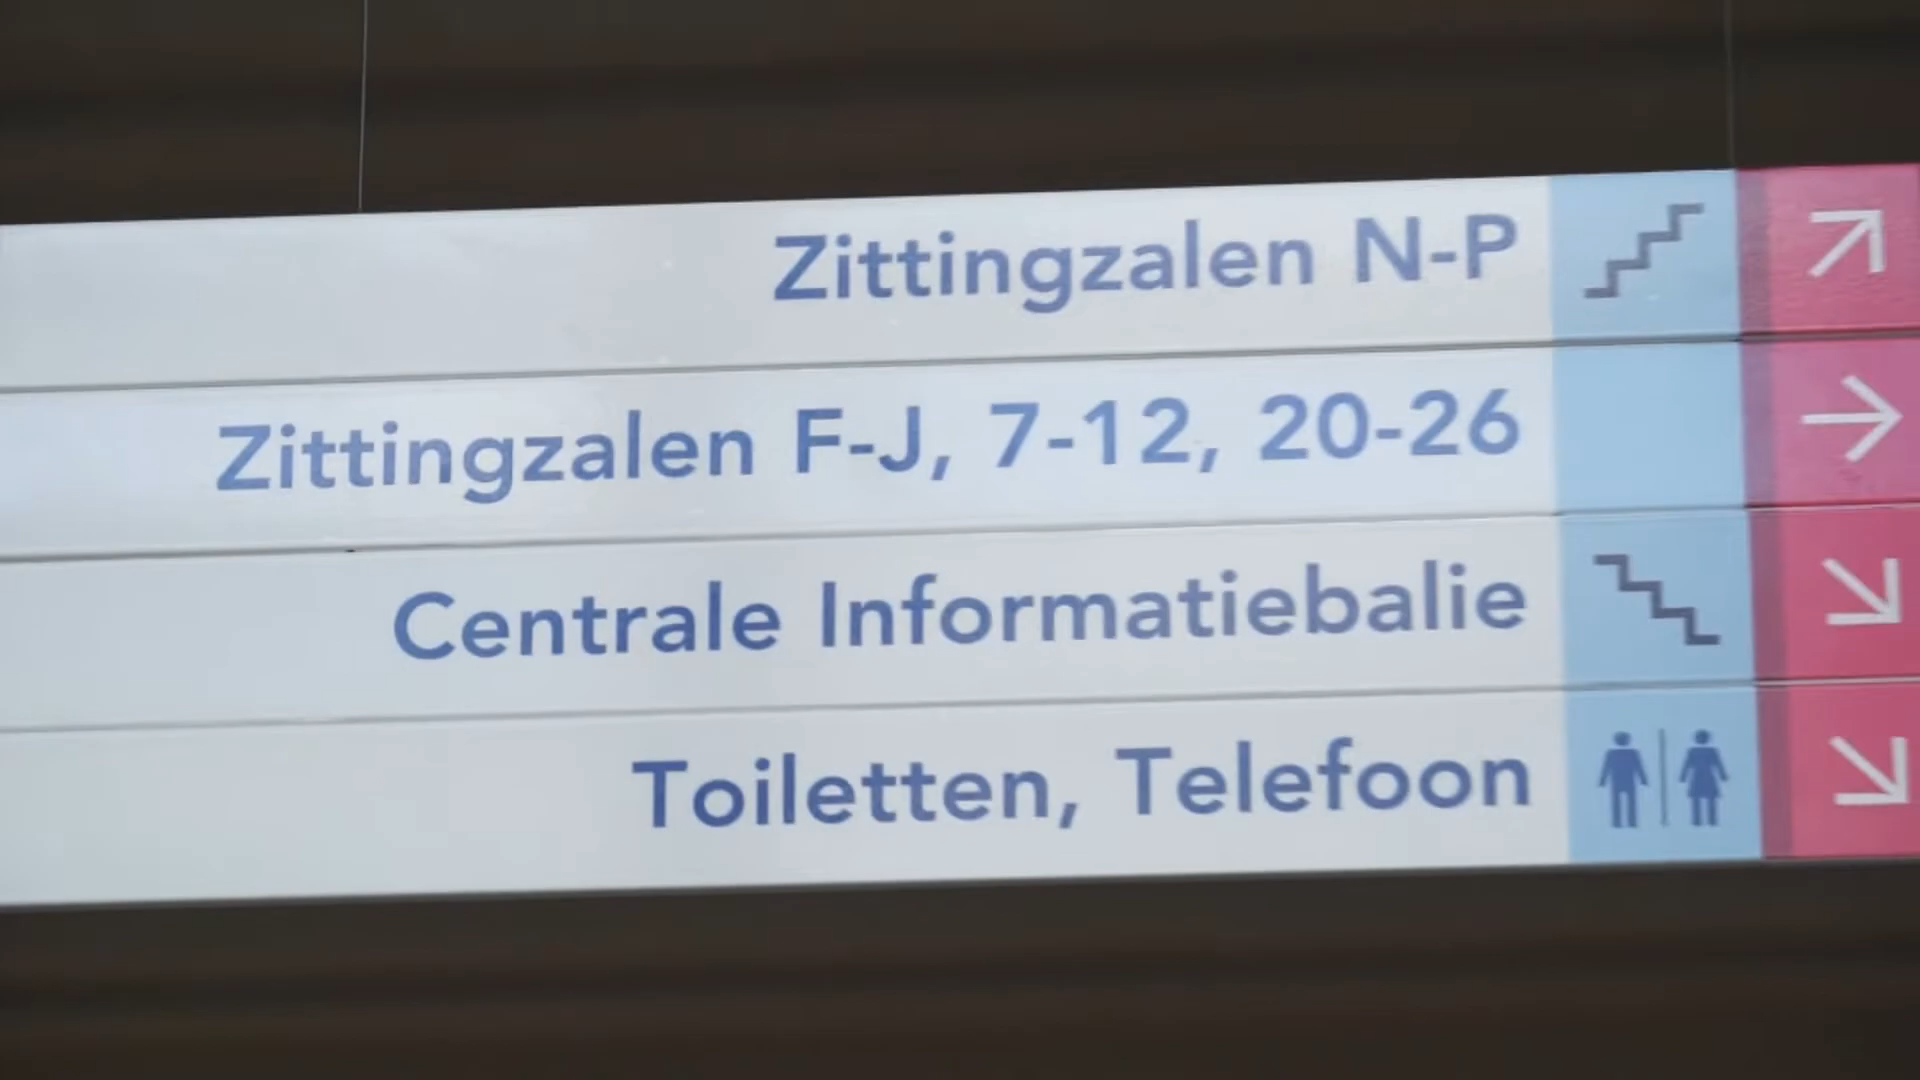 Zittingzalen N-P
Zittingzalen F-J, 7-12, 20-26
Centrale Informatiebalie
Toiletten, Telefoon